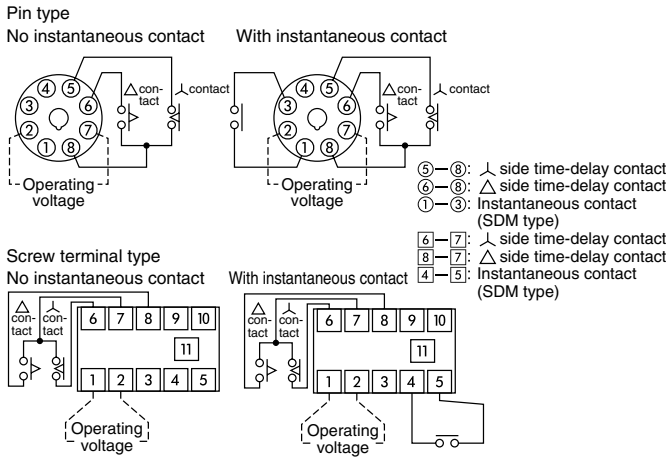 Pin type
No instantaneous contact
With instantaneous contact
④ ⑤
③ ⑥
② ⑦
① ⑧
△con-
tact
⅄contact
Operating
voltage
④ ⑤
③ ⑥
② ⑦
① ⑧
△con-
tact
⅄contact
Operating
voltage
⑤—⑧: ⅄ side time-delay contact
⑥—⑧: △ side time-delay contact
①—③: Instantaneous contact
(SDM type)
6—7: ⅄ side time-delay contact
8—7: △ side time-delay contact
4—5: Instantaneous contact
(SDM type)
Screw terminal type
No instantaneous contact
△
con-
tact
⅄
con-
tact
6 7 8 9 10
11
1 2 3 4 5
Operating
voltage
With instantaneous contact
△
con-
tact
⅄
con-
tact
6 7 8 9 10
11
1 2 3 4 5
Operating
voltage